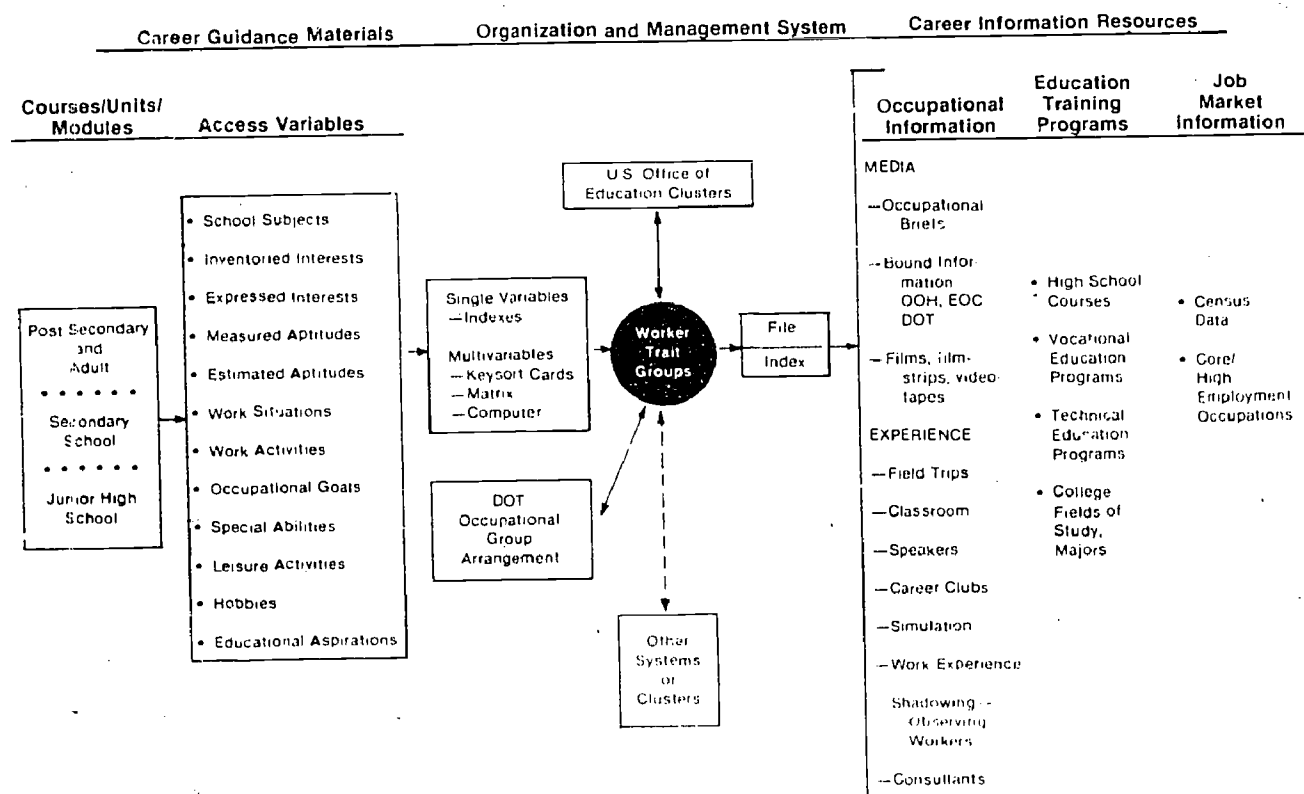 Career Guidance Materials
Organization and Management System
Career Information Resources
Courses/Units/
Modules
Access Variables
Post Secondary
and
Adult
Secondary
School
Junior High
School
• School Subjects
• Inventoried Interests
• Expressed Interests
• Measured Aptitudes
• Estimated Aptitudes
• Work Situations
• Work Activities
• Occupational Goals
• Special Abilities
• Leisure Activities
• Hobbies
• Educational Aspirations
Single Variables
—Indexes
Multivariables
—Keysort Cards
—Matrix
—Computer
U.S. Office of
Education Clusters
Worker
Trait
Groups
DOT
Occupational
Group
Arrangement
Other
Systems
or
Clusters
File
Index
Occupational
Information
MEDIA
—Occupational
Briefs
—Bound Infor-
mation
OOH, EOC
DOT
—Films, film-
strips, video-
tapes
EXPERIENCE
—Field Trips
—Classroom
—Speakers
—Career Clubs
—Simulation
—Work Experience
Shadowing—
Observing
Workers
—Consultants
Education
Training
Programs
• High School
Courses
• Vocational
Education
Programs
• Technical
Education
Programs
• College
Fields of
Study,
Majors
Job
Market
Information
• Census
Data
• Core/
High
Employment
Occupations